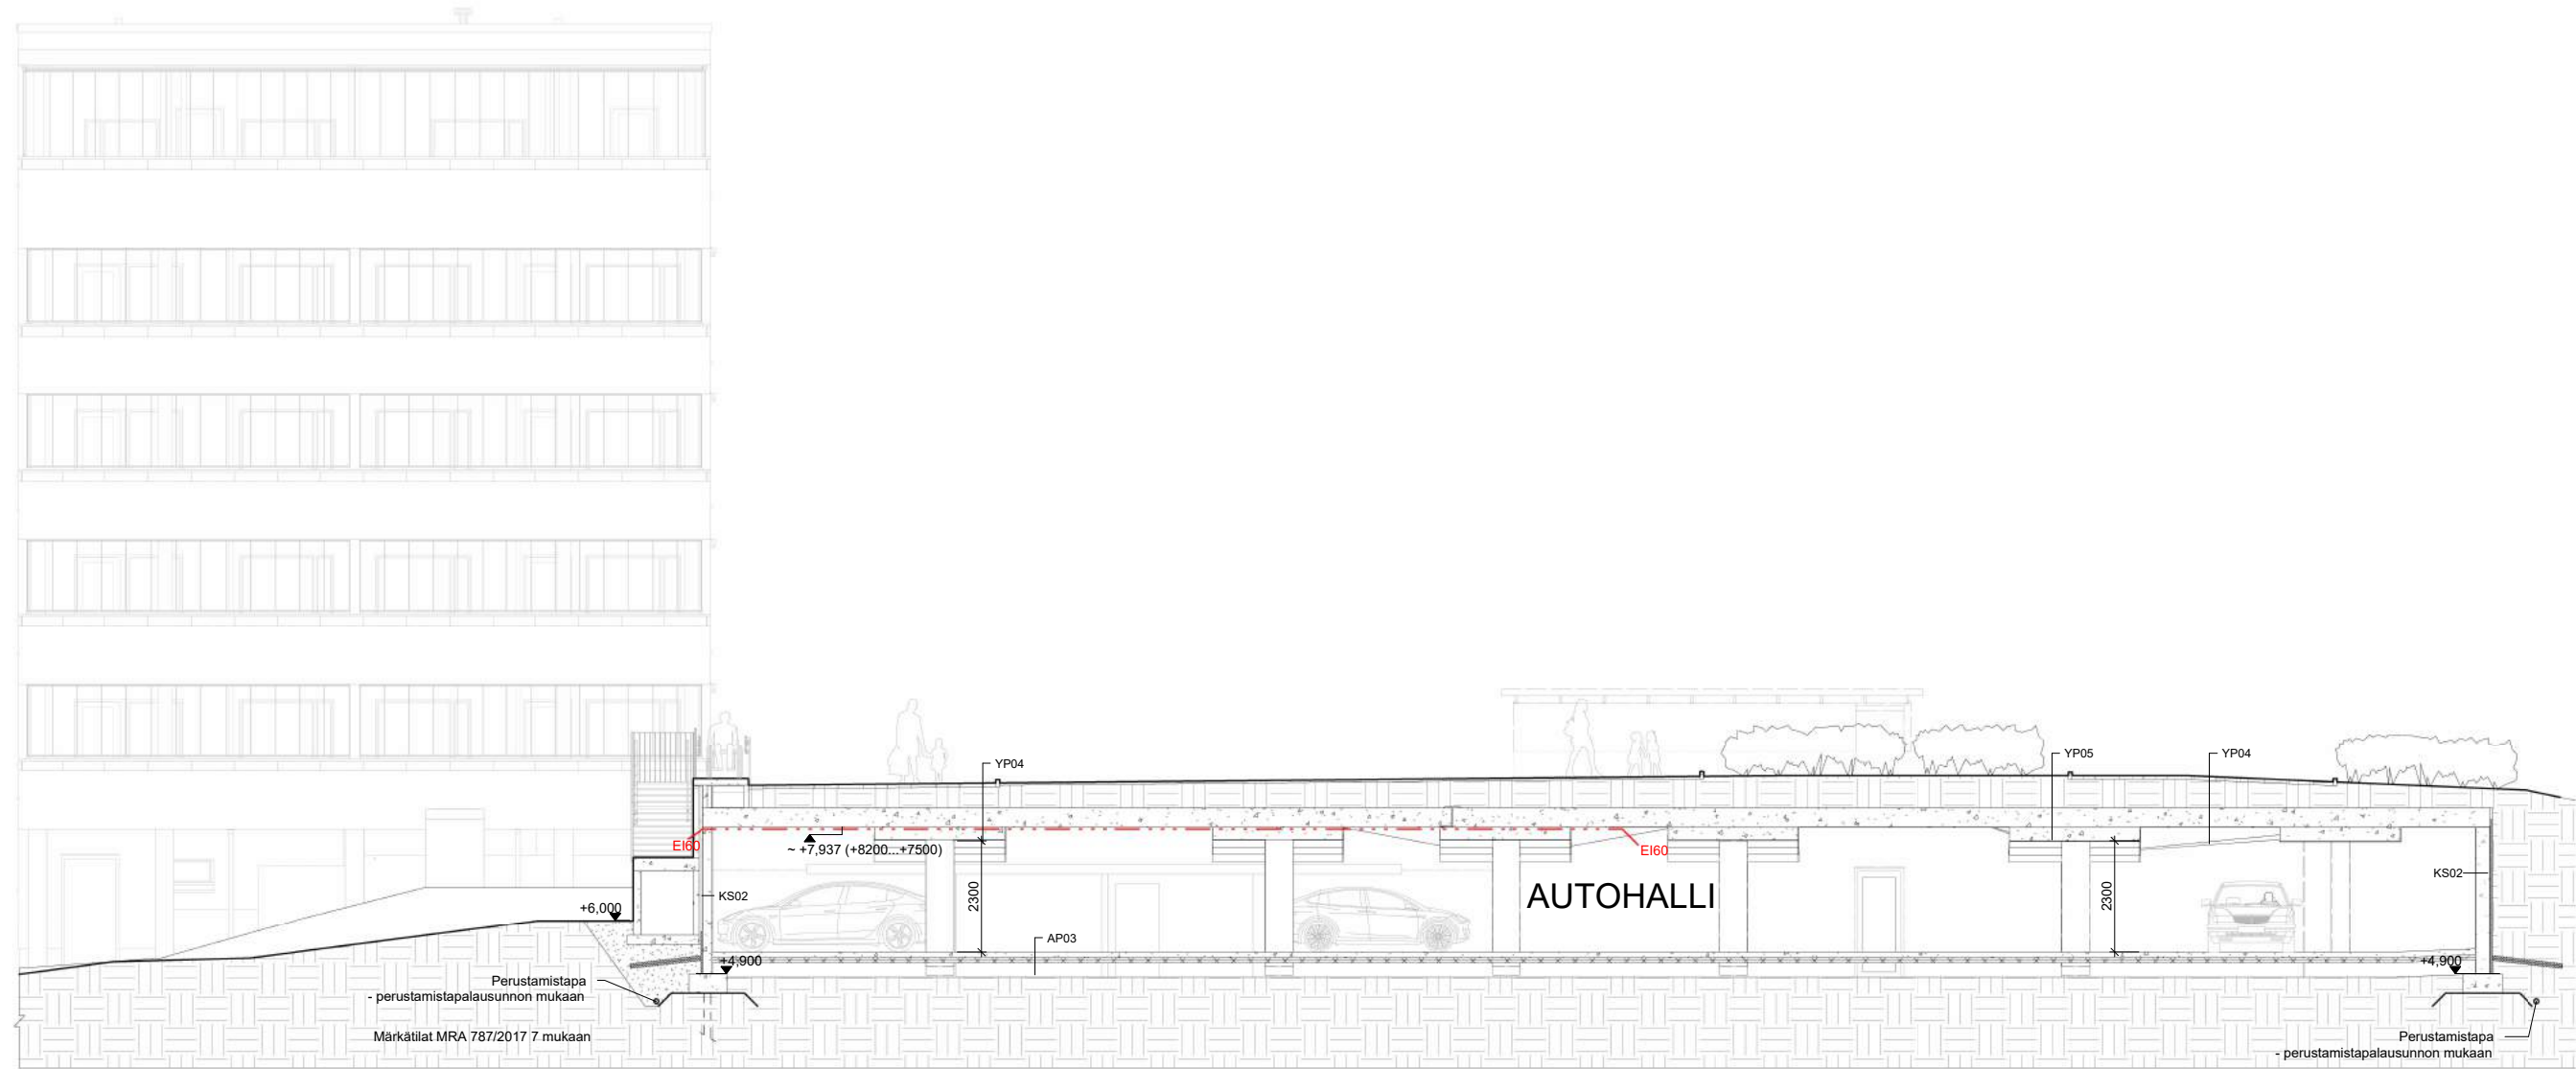 YP04
YP05
YP04
EI60
~ +7,937 (+8200...+7500)
EI60
2300
AUTOHALLI
2300
KS02
KS02
+6,000
AP03
+4,900
+4,900
Perustamistapa
- perustamistapalausunnon mukaan
Märkätilat MRA 787/2017 7 mukaan
Perustamistapa
- perustamistapalausunnon mukaan